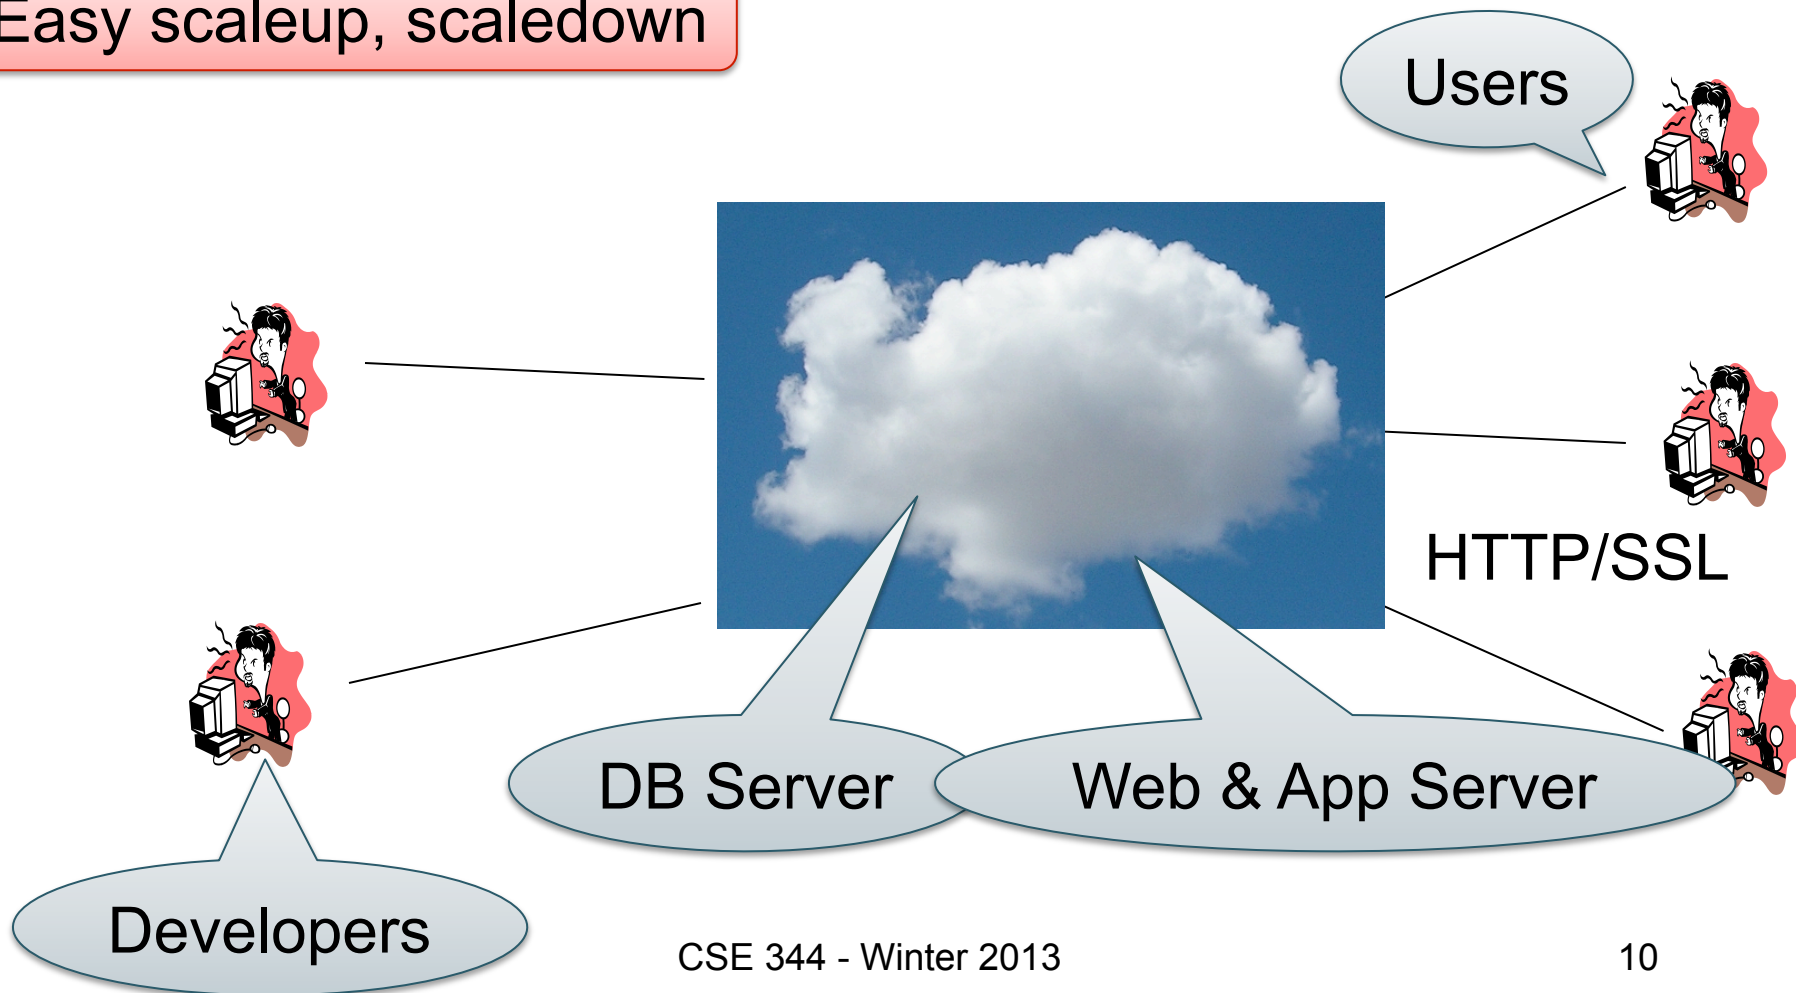 Easy scaleup, scaledown
Users
HTTP/SSL
DB Server
Web & App Server
Developers
CSE 344 - Winter 2013
10